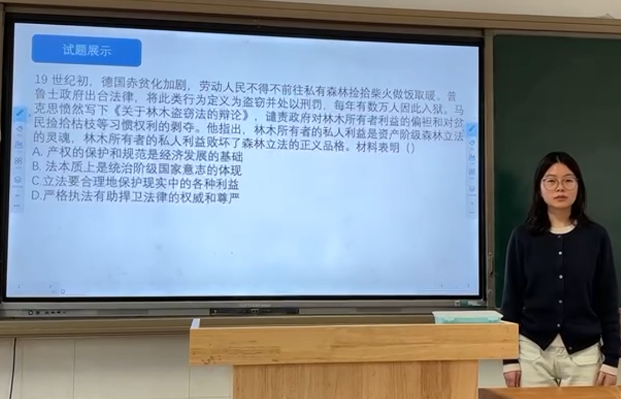 试题展示
19 世纪初，德国赤贫化加剧，劳动人民不得不前往私有森林捡拾柴火做饭取暖。普
鲁士政府出台法律，将此类行为定义为盗窃并处以刑罚，每年有数万人因此入狱。马
克思愤然写下《关于林木盗窃法的辩论》，谴责政府对林木所有者利益的偏袒和对贫
民捡拾枯枝等习惯权利的剥夺。他指出，林木所有者的私人利益是资产阶级森林立法
的灵魂，林木所有者的私人利益败坏了森林立法的正义品格。材料表明（）
A. 产权的保护和规范是经济发展的基础
B. 法本质上是统治阶级国家意志的体现
C.立法要合理地保护现实中的各种利益
D.严格执法有助捍卫法律的权威和尊严